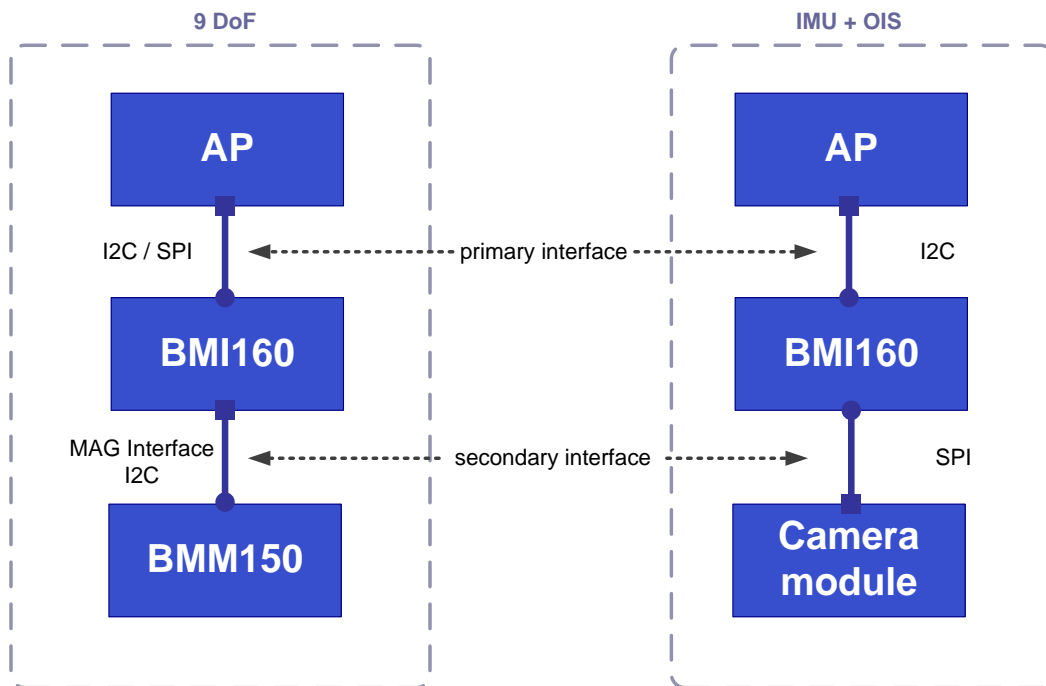 9 DoF
IMU + OIS
AP
AP
I2C / SPI
primary interface
I2C
BMI160
BMI160
MAG Interface
I2C
secondary interface
SPI
BMM150
Camera
module